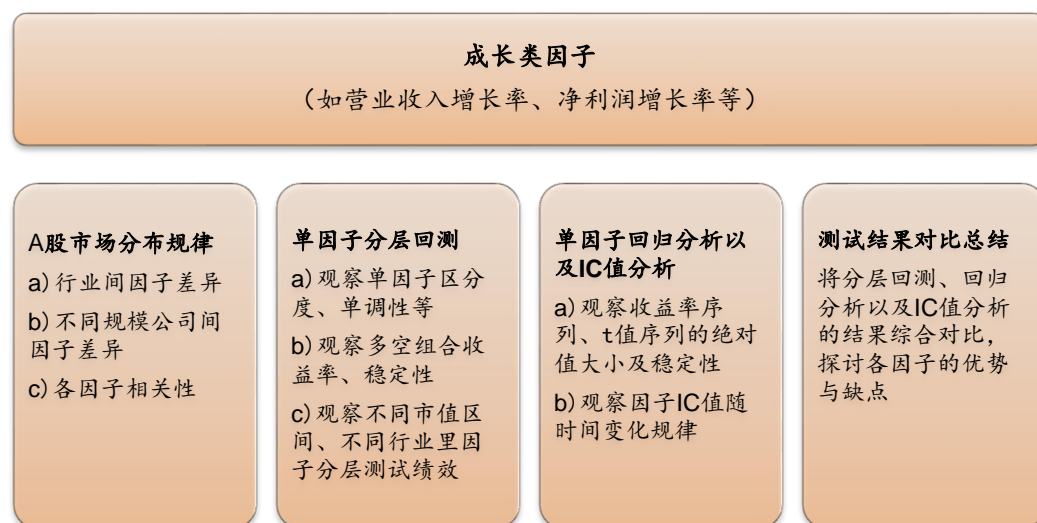 成长类因子
（如营业收入增长率、净利润增长率等）
A股市场分布规律
a)行业间因子差异
b)不同规模公司间
因子差异
c)各因子相关性
单因子分层回测
a)观察单因子区分
度、单调性等
b)观察多空组合收
益率、稳定性
c)观察不同市值区
间、不同行业里因
子分层测试绩效
单因子回归分析以
及IC值分析
a)观察收益率序
列、t值序列的绝对
值大小及稳定性
b)观察因子IC值随
时间变化规律
测试结果对比总结
将分层回测、回归
分析以及IC值分析
的结果综合对比，
探讨各因子的优势
与缺点